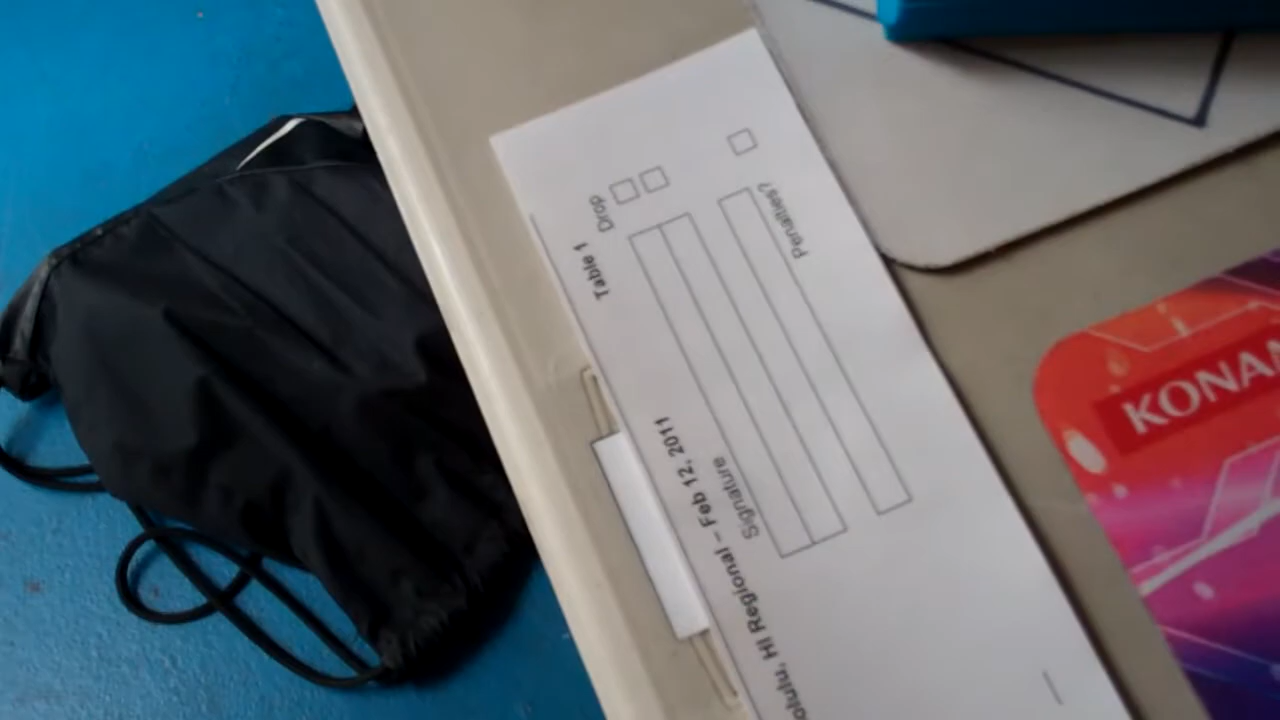 olulu, HI Regional – Feb 12, 2011
Table 1
Signature
Drop
Penalties?
KONAM